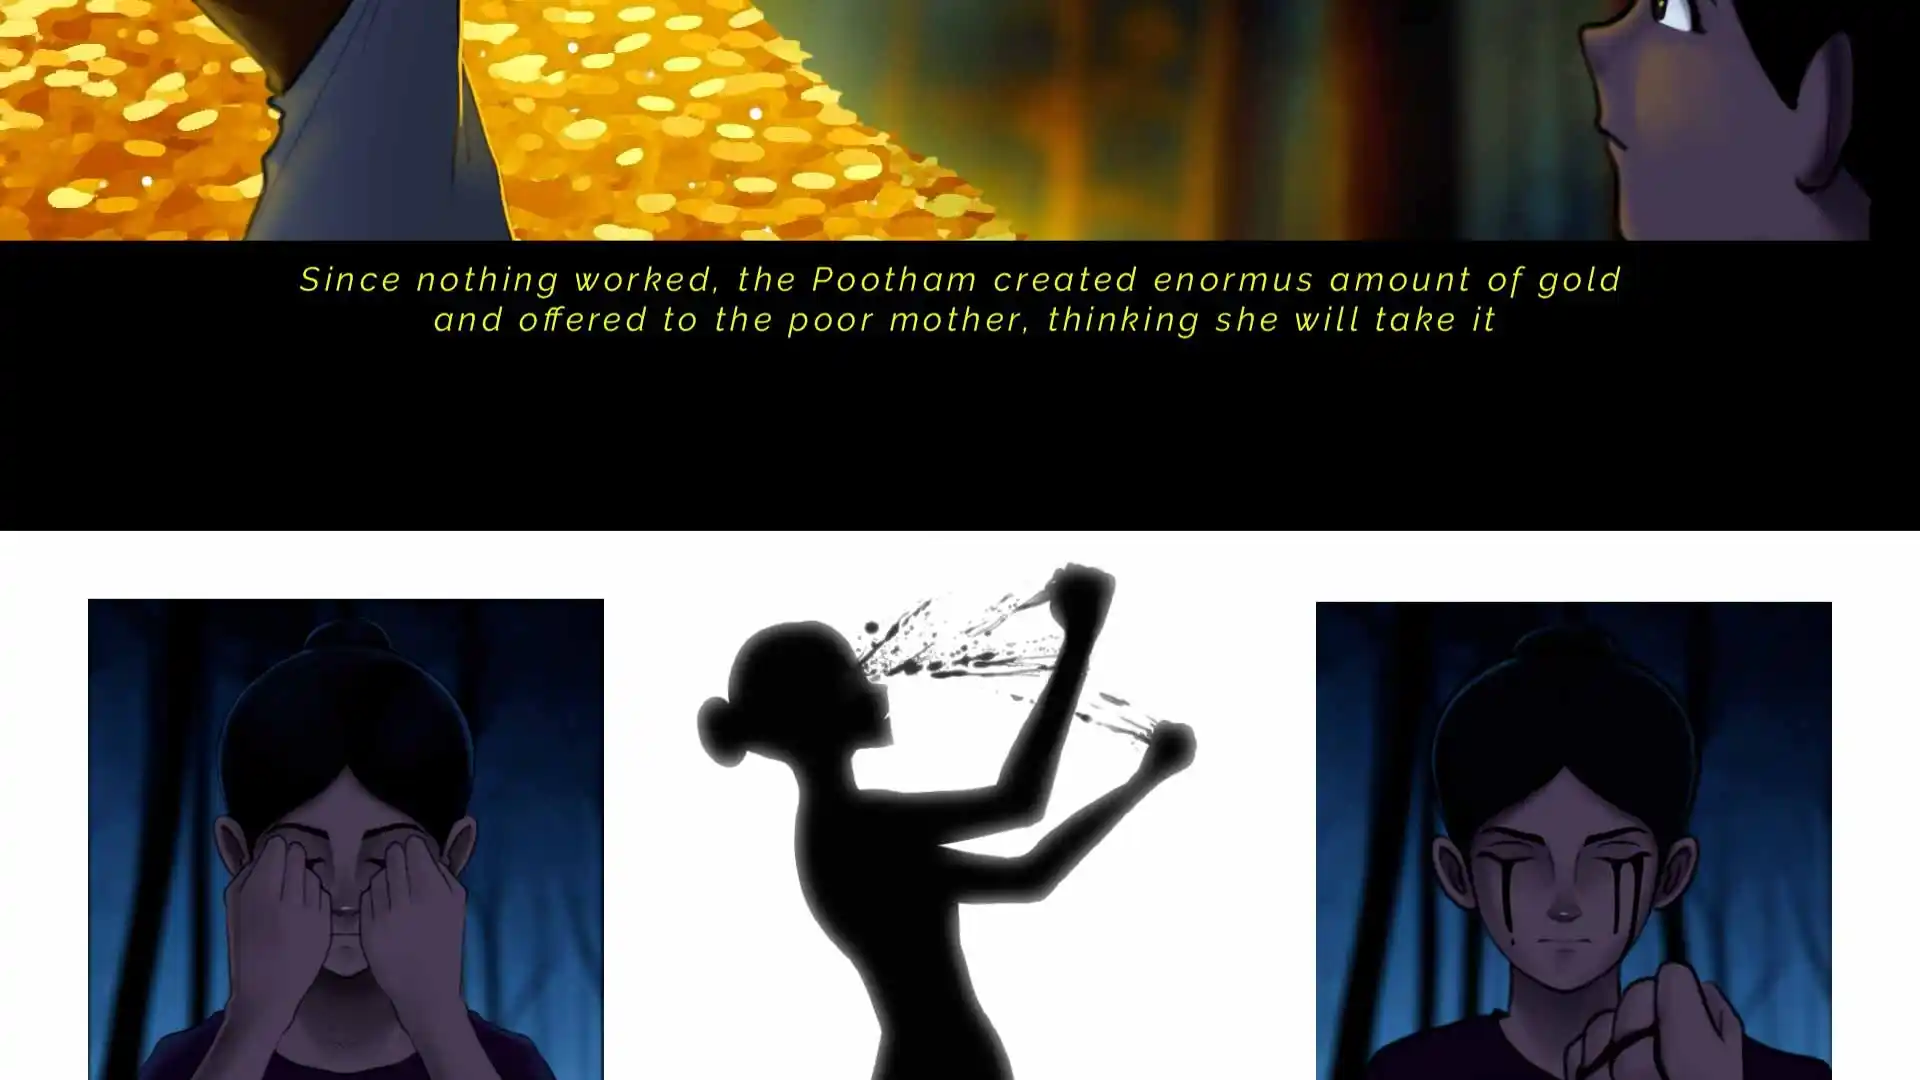 Since nothing worked, the Pootham created enormus amount of gold
and offered to the poor mother, thinking she will take it